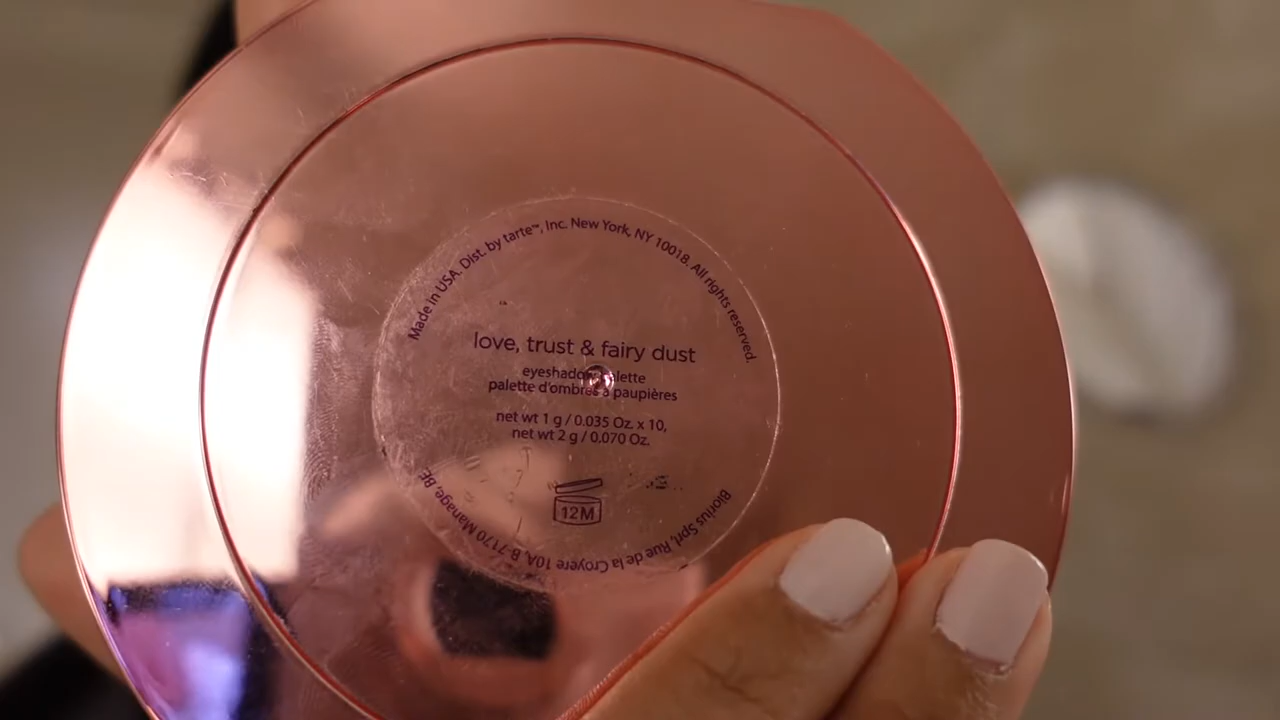 Made in USA. Dist. by tarte™, Inc. New York, NY 10018. All rights reserved.
love, trust & fairy dust
eyeshadow palette
palette d'ombres à paupières
net wt 1 g / 0.035 Oz. x 10,
net wt 2 g / 0.070 Oz.
12M
Biorius Sprl, Rue de la Croyere 10A, B-7170 Manage, BE